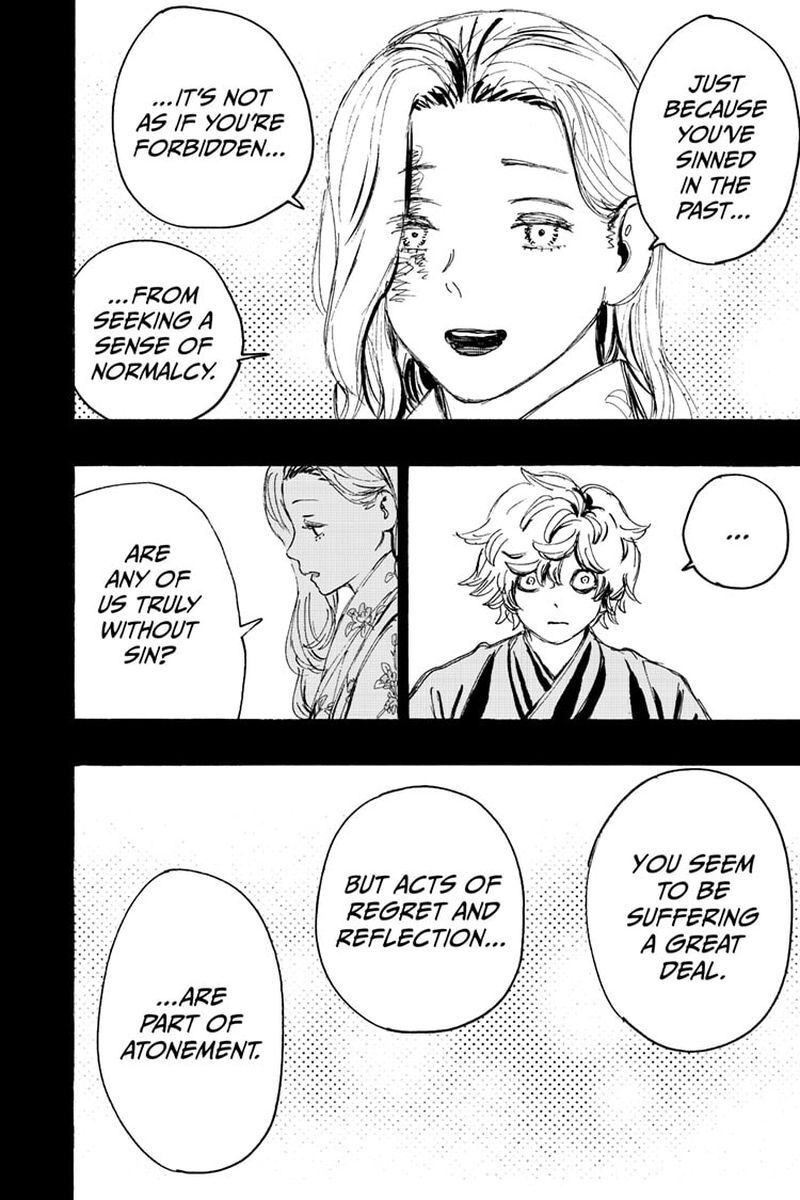 JUST
BECAUSE
YOU'VE
SINNED
IN THE
PAST...
...IT'S NOT
AS IF YOU'RE
FORBIDDEN...
...FROM
SEEKING A
SENSE OF
NORMALCY.
...
ARE
ANY OF
US TRULY
WITHOUT
SIN?
YOU SEEM
TO BE
SUFFERING
A GREAT
DEAL.
BUT ACTS OF
REGRET AND
REFLECTION...
...ARE
PART OF
ATONEMENT.